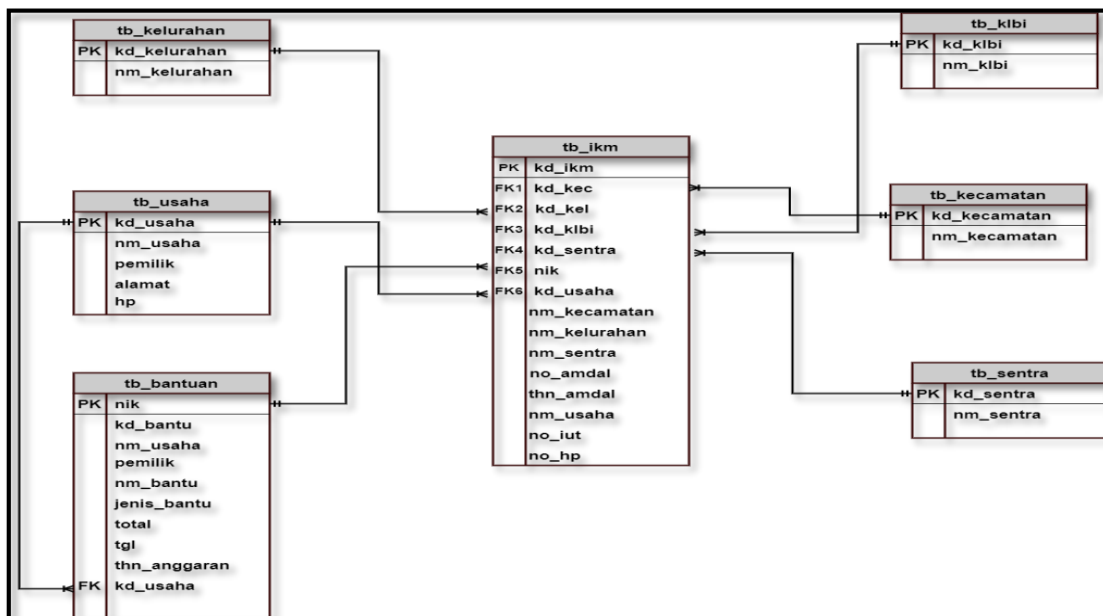 tb_kelurahan
PK kd_kelurahan
nm_kelurahan
tb_usaha
PK kd_usaha
nm_usaha
pemilik
alamat
hp
tb_bantuan
PK nik
kd_bantu
nm_usaha
pemilik
nm_bantu
jenis_bantu
total
tgl
thn_anggaran
FK kd_usaha
tb_ikm
PK kd_ikm
FK1 kd_kec
FK2 kd_kel
FK3 kd_klbi
FK4 kd_sentra
FK5 nik
FK6 kd_usaha
nm_kecamatan
nm_kelurahan
nm_sentra
no_amdal
thn_amdal
nm_usaha
no_iut
no_hp
tb_klbi
PK kd_klbi
nm_klbi
tb_kecamatan
PK kd_kecamatan
nm_kecamatan
tb_sentra
PK kd_sentra
nm_sentra